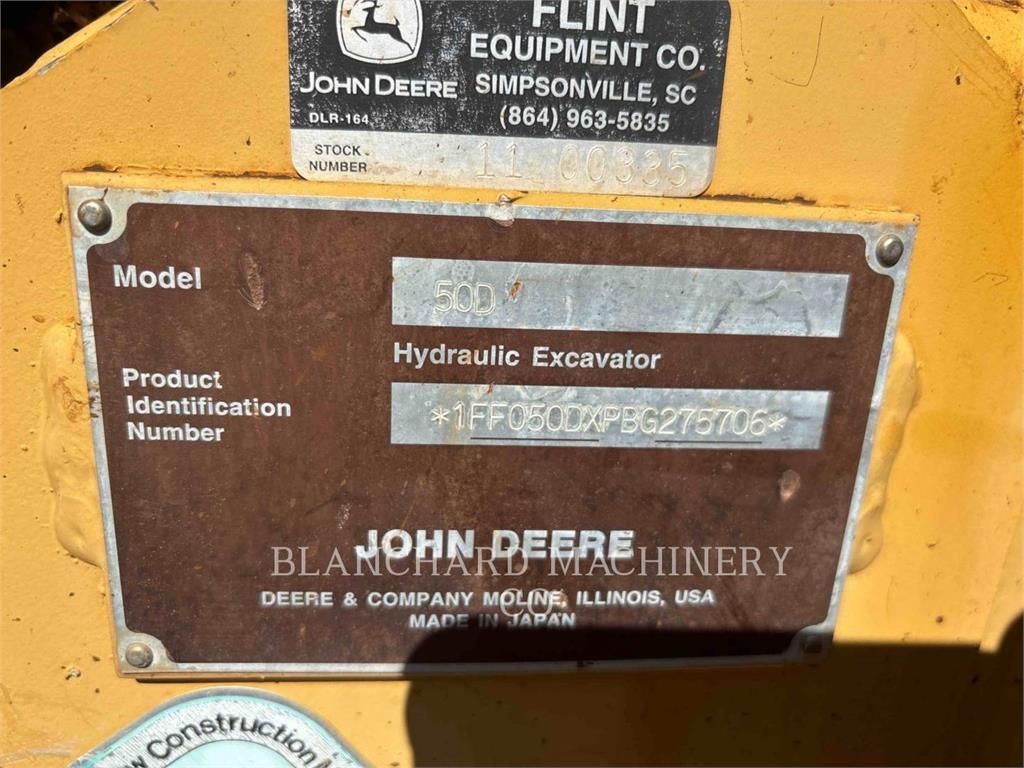 FLINT
EQUIPMENT CO.
JOHN DEERE
SIMPSONVILLE, SC
DLR-164
(864) 963-5835
STOCK
NUMBER
11 00335
Model
50D
Hydraulic Excavator
Product
Identification
Number
*1FF050DXPBG275706*
JOHN DEERE
BLANCHARD MACHINERY
CO.
DEERE & COMPANY MOLINE, ILLINOIS, USA
MADE IN JAPAN
Construction